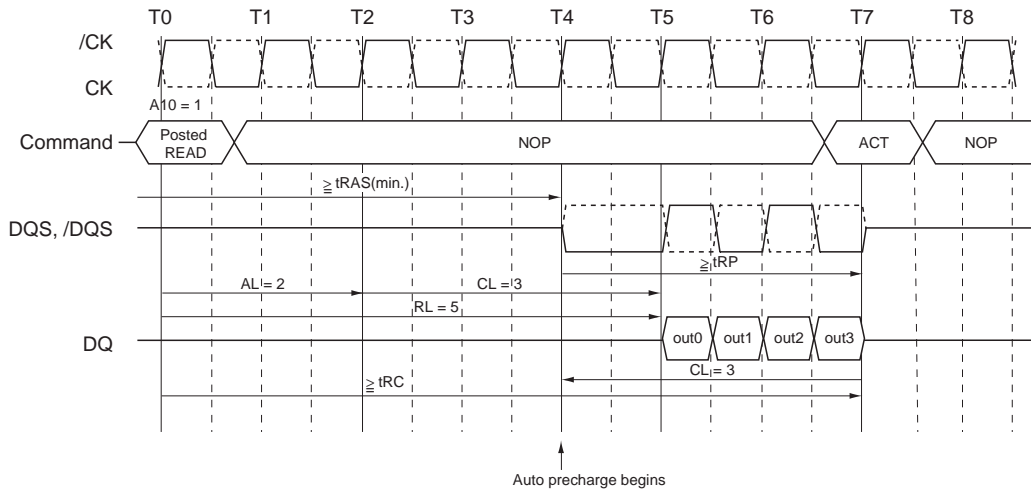 T0 T1 T2 T3 T4 T5 T6 T7 T8
/CK
CK
A10 = 1
Command
Posted
READ
NOP
ACT
NOP
≧ tRAS(min.)
DQS, /DQS
≧ tRP
AL = 2
CL = 3
RL = 5
DQ
out0 out1 out2 out3
CL = 3
≧ tRC
Auto precharge begins